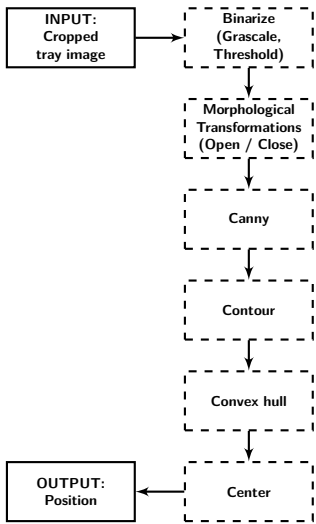 INPUT:
Cropped
tray image
Binarize
(Grascale,
Threshold)
Morphological
Transformations
(Open / Close)
Canny
Contour
Convex hull
Center
OUTPUT:
Position